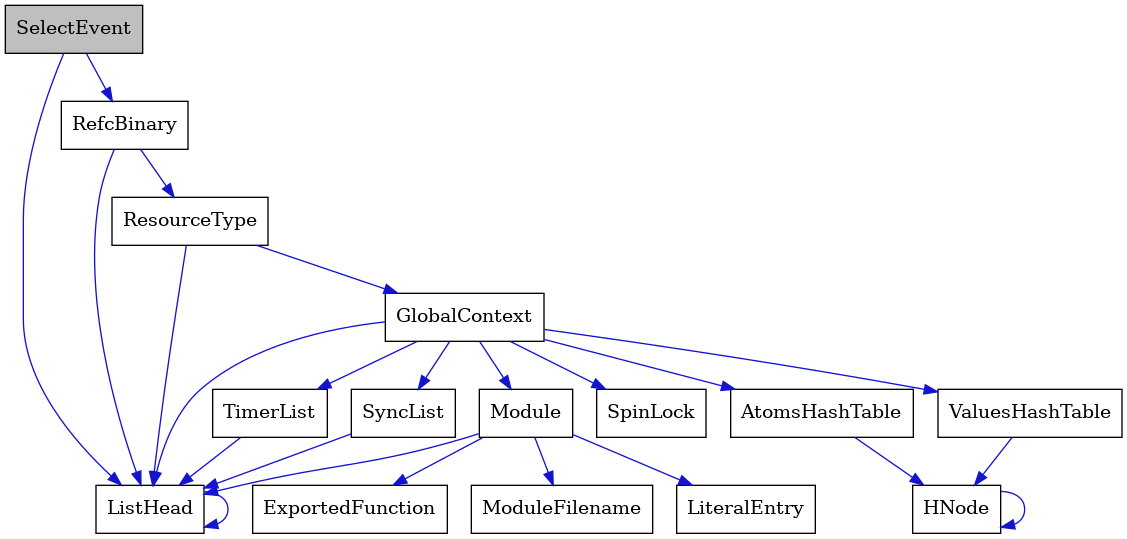 SelectEvent
RefcBinary
ResourceType
GlobalContext
TimerList
SyncList
Module
SpinLock
AtomsHashTable
ValuesHashTable
ListHead
ExportedFunction
ModuleFilename
LiteralEntry
HNode